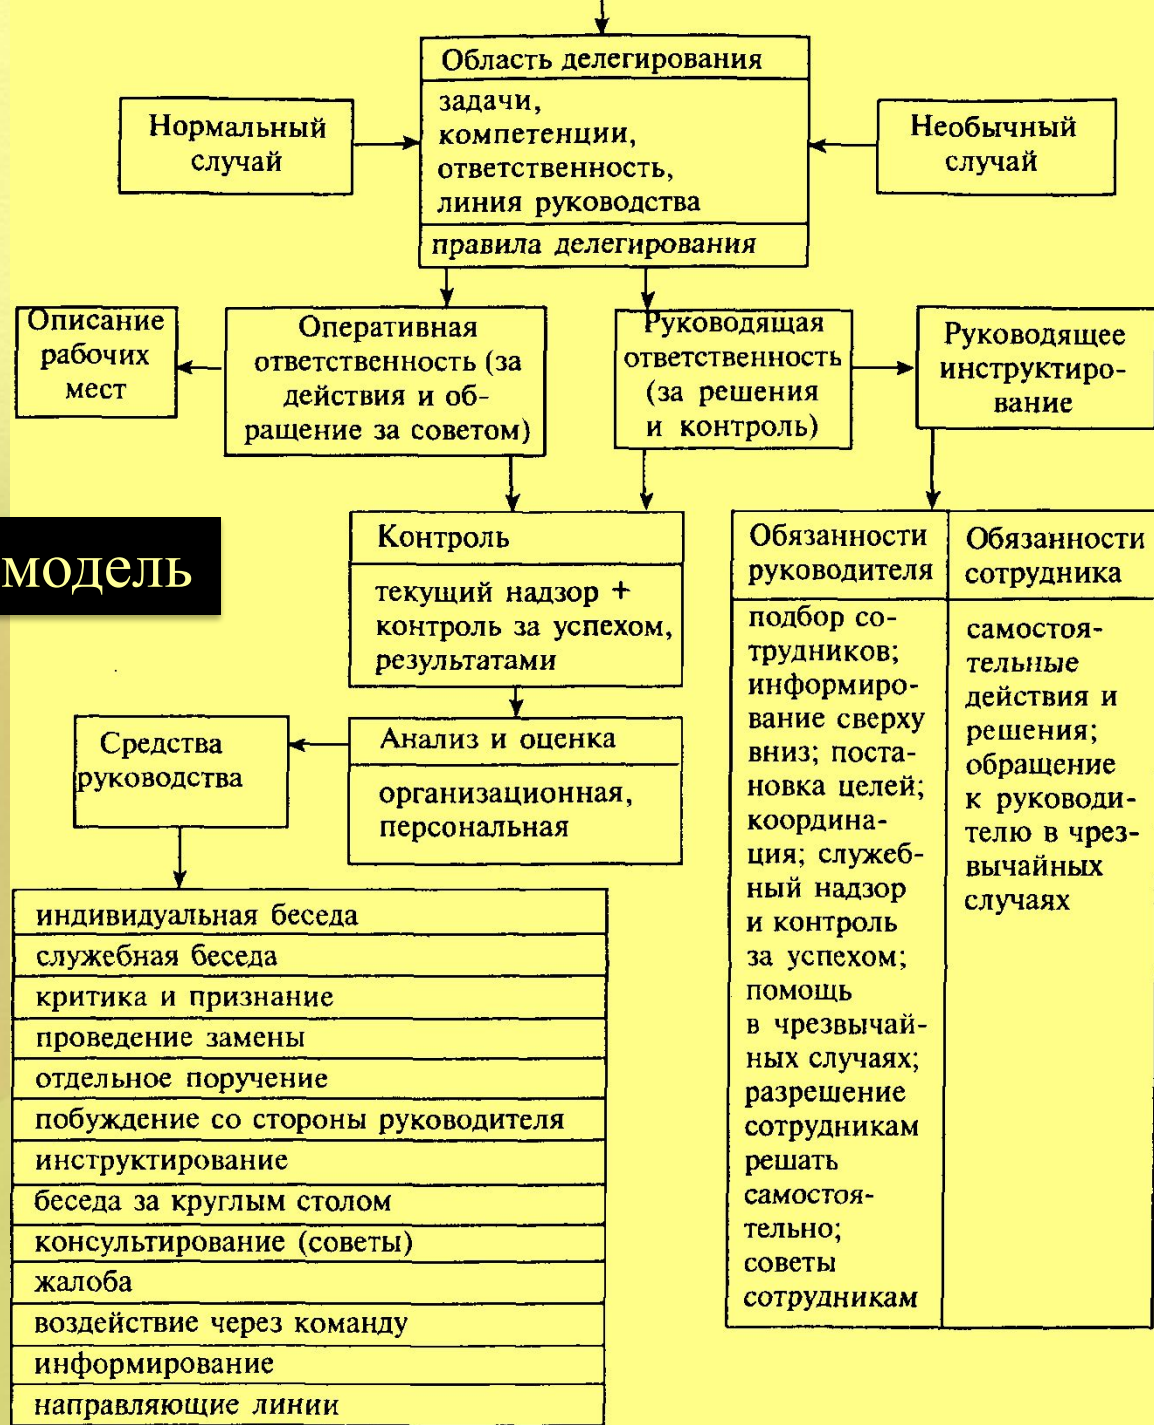 Область делегирования
задачи,
компетенции,
ответственность,
линия руководства
правила делегирования
Нормальный
случай
Необычный
случай
Описание
рабочих
мест
Оперативная
ответственность (за
действия и об-
ращение за советом)
Руководящая
ответственность
(за решения
и контроль)
Руководящее
инструктиро-
вание
модель
Контроль
текущий надзор +
контроль за успехом,
результатами
Анализ и оценка
организационная,
персональная
Средства
руководства
индивидуальная беседа
служебная беседа
критика и признание
проведение замены
отдельное поручение
побуждение со стороны руководителя
инструктирование
беседа за круглым столом
консультирование (советы)
жалоба
воздействие через команду
информирование
направляющие линии
Обязанности
руководителя
подбор со-
трудников;
информиро-
вание сверху
вниз; поста-
новка целей;
координа-
ция; служеб-
ный надзор
и контроль
за успехом;
помощь
в чрезвычай-
ных случаях;
разрешение
сотрудникам
решать
самостоя-
тельно;
советы
сотрудникам
Обязанности
сотрудника
самостоя-
тельные
действия и
решения;
обращение
к руководи-
телю в чрез-
вычайных
случаях